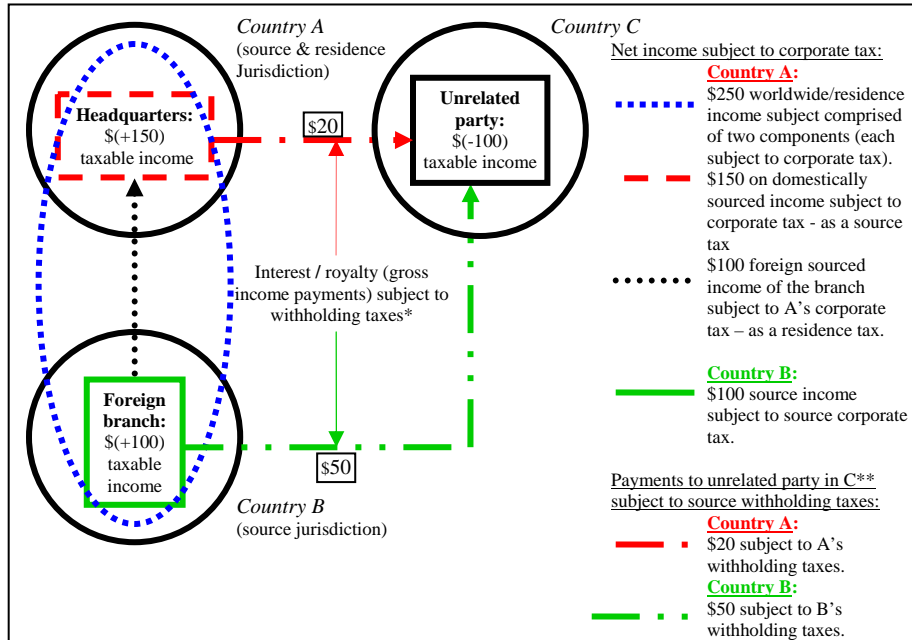 Country A
(source & residence
Jurisdiction)
Headquarters:
$(+150)
taxable income
$20
Country C
Unrelated
party:
$(-100)
taxable income
Interest / royalty (gross
income payments) subject to
withholding taxes*
Foreign
branch:
$(+100)
taxable
income
$50
Country B
(source jurisdiction)
Net income subject to corporate tax:
Country A:
$250 worldwide/residence
income subject comprised
of two components (each
subject to corporate tax).
$150 on domestically
sourced income subject to
corporate tax - as a source
tax
$100 foreign sourced
income of the branch
subject to A's corporate
tax – as a residence tax.
Country B:
$100 source income
subject to source corporate
tax.
Payments to unrelated party in C**
subject to source withholding taxes:
Country A:
$20 subject to A's
withholding taxes.
Country B:
$50 subject to B's
withholding taxes.